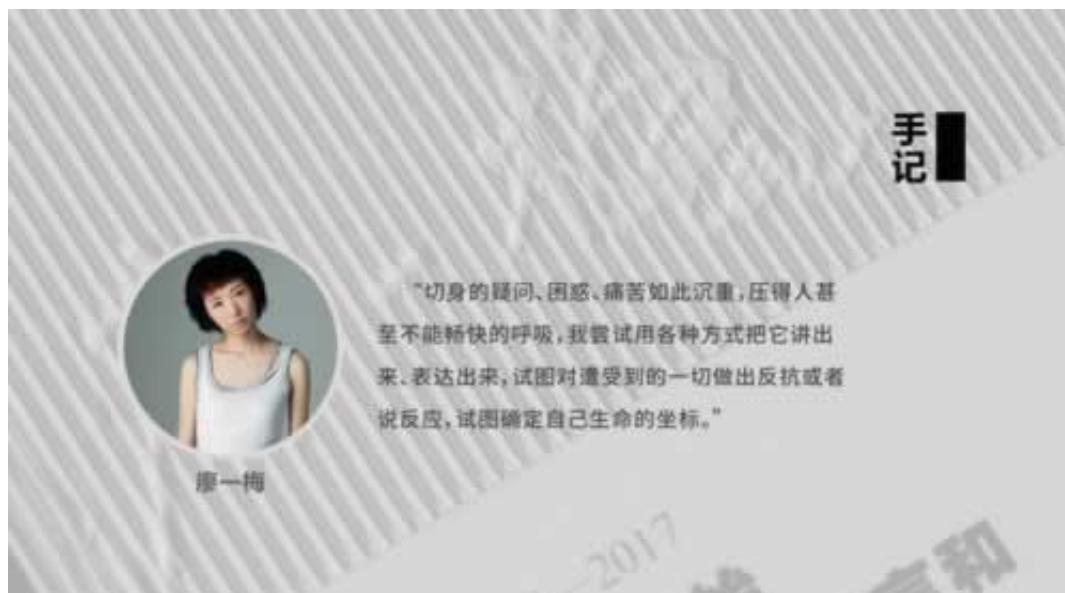 手记
"切身的疑问、困惑、痛苦如此沉重,压得人甚
至不能畅快的呼吸,我尝试用各种方式把它讲出
来、表达出来,试图对遭受到的一切做出反抗或者
说反应,试图确定自己生命的坐标。"
廖一梅
—2017